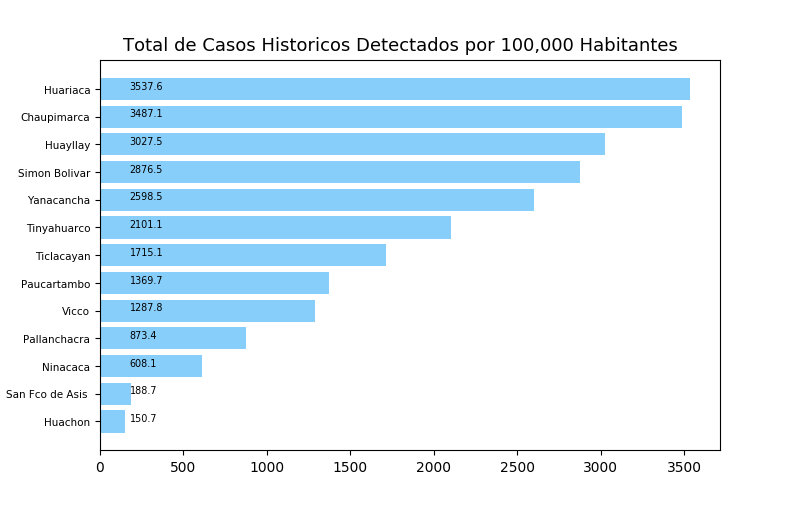 Total de Casos Historicos Detectados por 100,000 Habitantes
Huariaca 3537.6
Chaupimarca 3487.1
Huayllay 3027.5
Simon Bolivar 2876.5
Yanacancha 2598.5
Tinyahuarco 2101.1
Ticlacayan 1715.1
Paucartambo 1369.7
Vicco 1287.8
Pallanchacra 873.4
Ninacaca 608.1
San Fco de Asis 188.7
Huachon 150.7
0 500 1000 1500 2000 2500 3000 3500